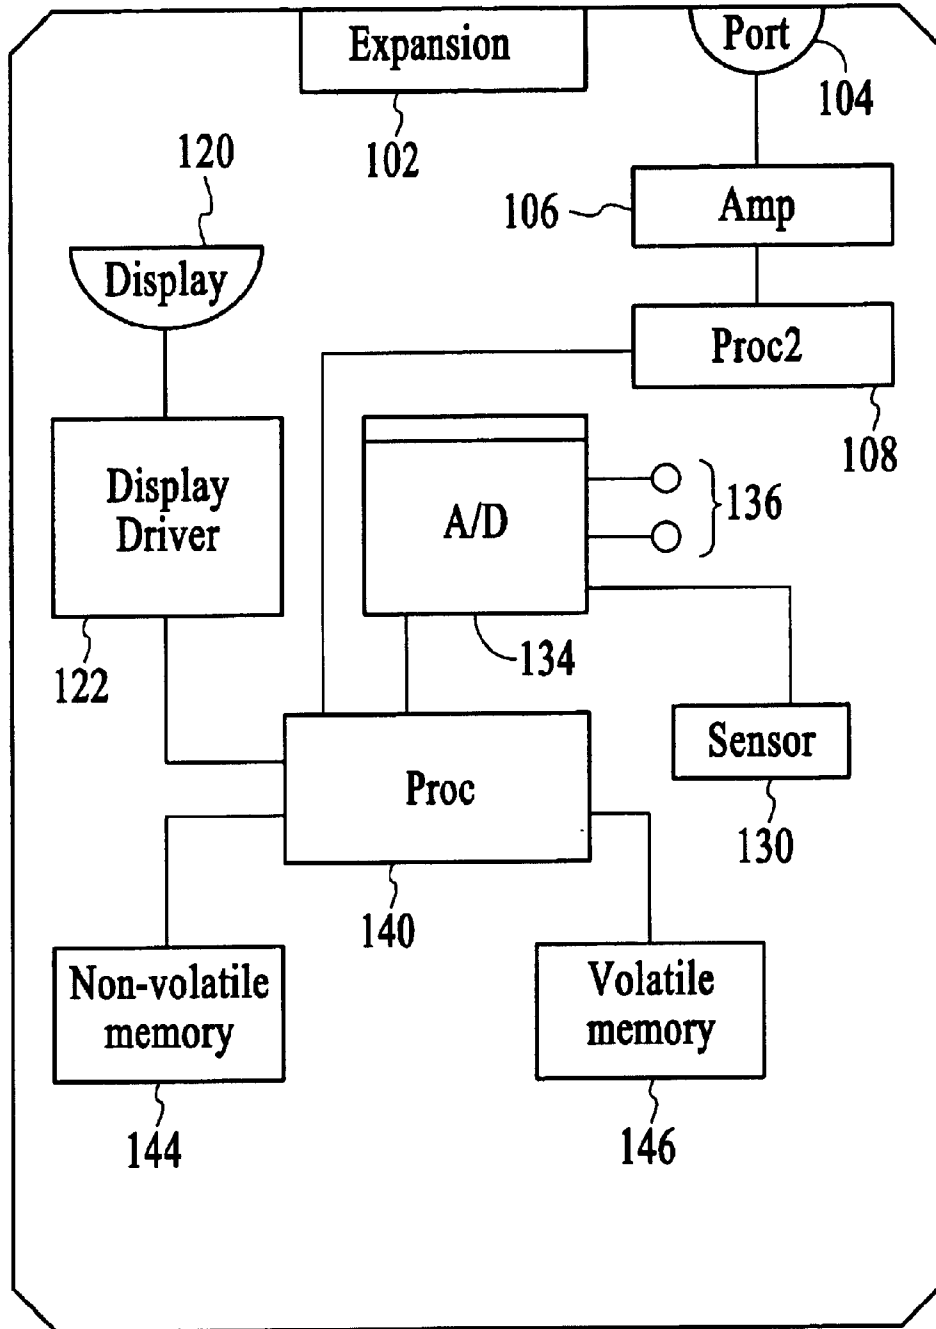 Expansion
Port
104
102
120
106
Amp
Display
Proc2
108
Display
Driver
A/D
136
134
122
Sensor
Proc
130
140
Non-volatile
memory
Volatile
memory
144
146